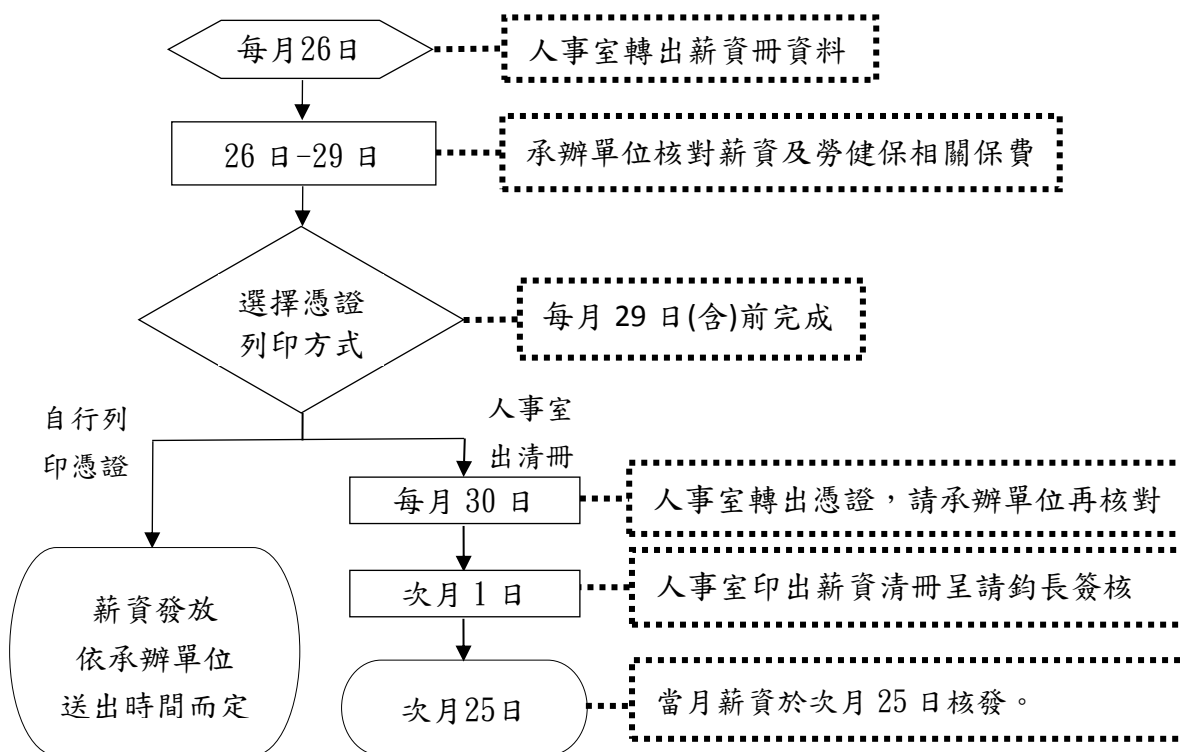 每月26日
人事室轉出薪資冊資料
26 日-29 日
承辦單位核對薪資及勞健保相關保費
選擇憑證
列印方式
每月 29 日(含)前完成
自行列
印憑證
人事室
出清冊
每月 30 日
人事室轉出憑證，請承辦單位再核對
次月 1 日
人事室印出薪資清冊呈請鈞長簽核
薪資發放
依承辦單位
送出時間而定
次月25日
當月薪資於次月 25 日核發。